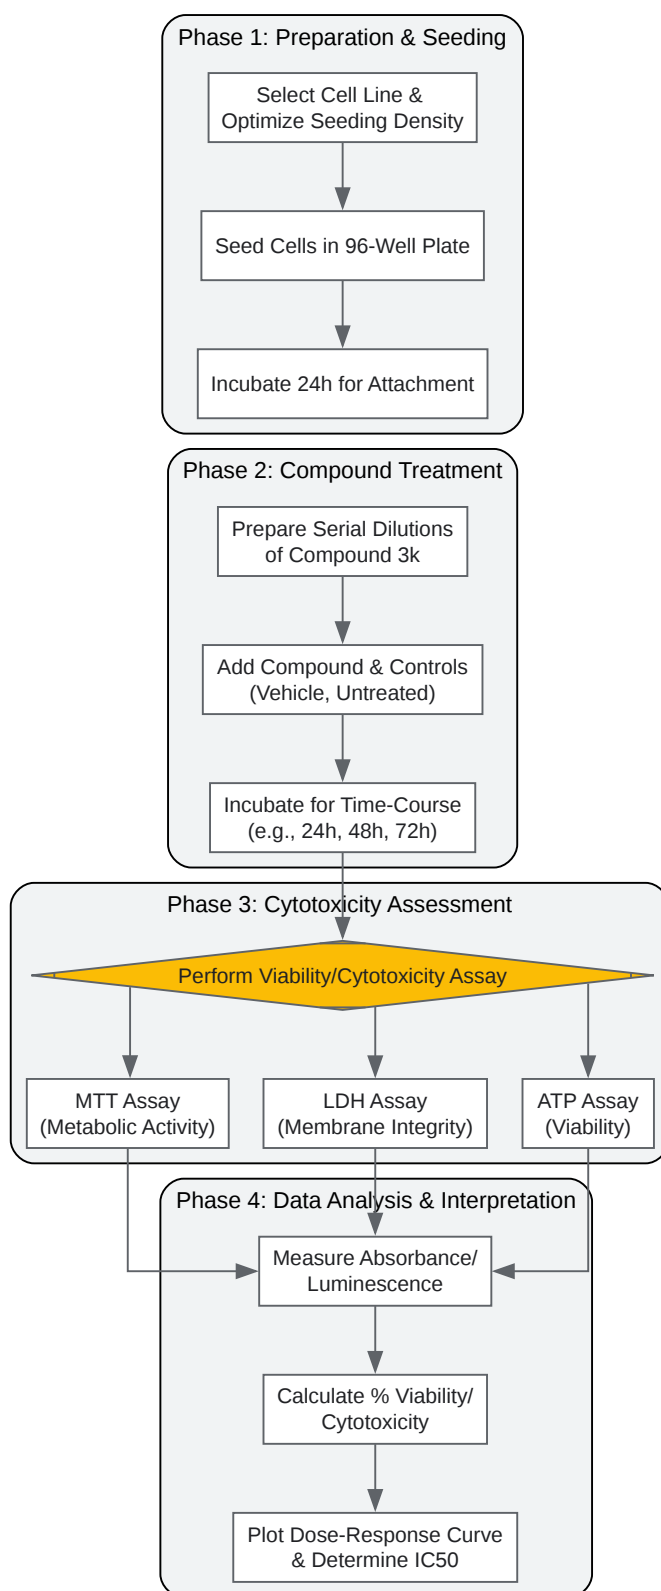 Phase 1: Preparation & Seeding
Select Cell Line &
Optimize Seeding Density
Seed Cells in 96-Well Plate
Incubate 24h for Attachment
Phase 2: Compound Treatment
Prepare Serial Dilutions
of Compound 3k
Add Compound & Controls
(Vehicle, Untreated)
Incubate for Time-Course
(e.g., 24h, 48h, 72h)
Phase 3: Cytotoxicity Assessment
Perform Viability/Cytotoxicity Assay
MTT Assay
(Metabolic Activity)
LDH Assay
(Membrane Integrity)
ATP Assay
(Viability)
Phase 4: Data Analysis & Interpretation
Measure Absorbance/
Luminescence
Calculate % Viability/
Cytotoxicity
Plot Dose-Response Curve
& Determine IC50